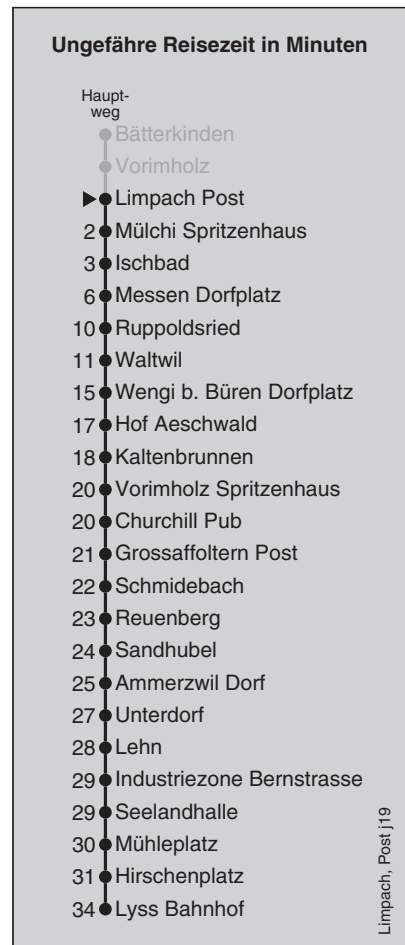 Ungefähre Reisezeit in Minuten
Haupt-
weg
Bätterkinden
Vorimholz
Limpach Post
2 Mülchi Spritzenhaus
3 Ischbad
6 Messen Dorfplatz
10 Ruppoldsried
11 Waltwil
15 Wengi b. Büren Dorfplatz
17 Hof Aeschwald
18 Kaltenbrunnen
20 Vorimholz Spritzenhaus
20 Churchill Pub
21 Grossaffoltern Post
22 Schmidebach
23 Reuenberg
24 Sandhubel
25 Ammerzwil Dorf
27 Unterdorf
28 Lehn
29 Industriezone Bernstrasse
29 Seelandhalle
30 Mühleplatz
31 Hirschenplatz
34 Lyss Bahnhof
Limpach, Post j19